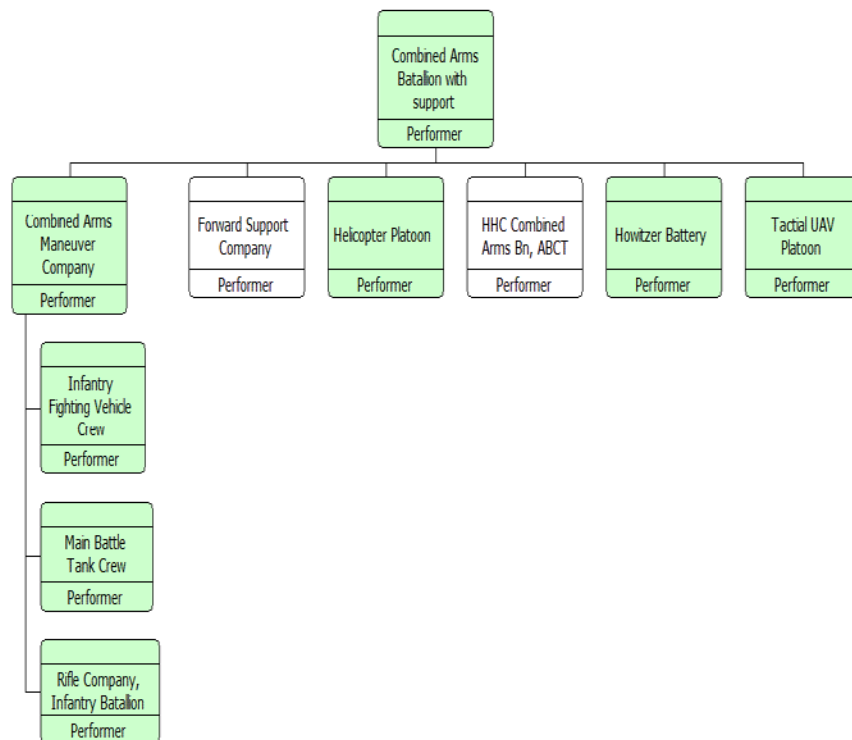 Combined Arms
Batallion with
support
Performer
Combined Arms
Maneuver
Company
Performer
Forward Support
Company
Performer
Helicopter Platoon
Performer
HHC Combined
Arms Bn, ABCT
Performer
Howitzer Battery
Performer
Tactial UAV
Platoon
Performer
Infantry
Fighting Vehicle
Crew
Performer
Main Battle
Tank Crew
Performer
Rifle Company,
Infantry Batallion
Performer